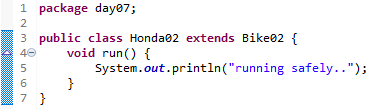 1 package day07;
2
3 public class Honda02 extends Bike02 {
4 void run() {
5 System.out.println("running safely..");
6 }
7 }